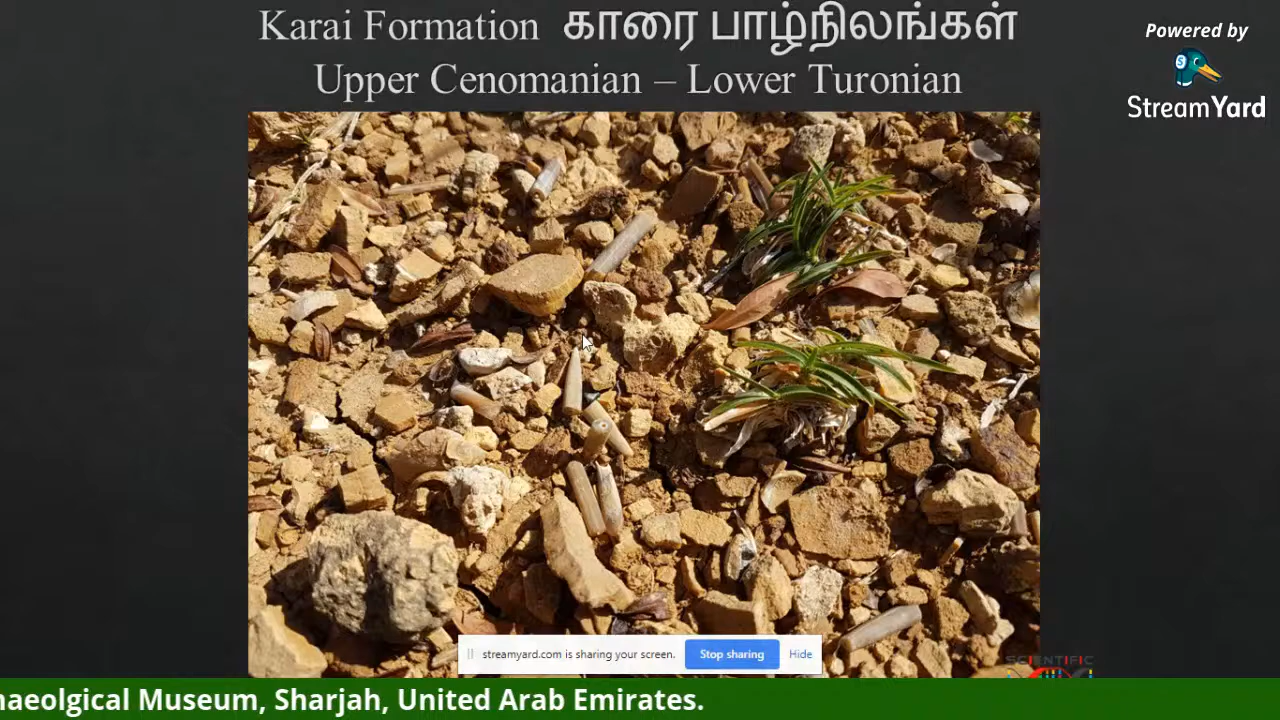 Karai Formation காரை பாழ்நிலங்கள்
Upper Cenomanian – Lower Turonian
Powered by
StreamYard
streamyard.com is sharing your screen.
Stop sharing
Hide
SCIENTIFIC
haeolgical Museum, Sharjah, United Arab Emirates.